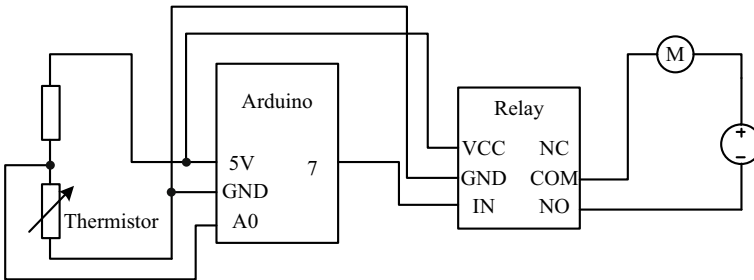 Arduino
5V
GND
A0
7
Thermistor
Relay
VCC NC
GND COM
IN NO
M
+
−